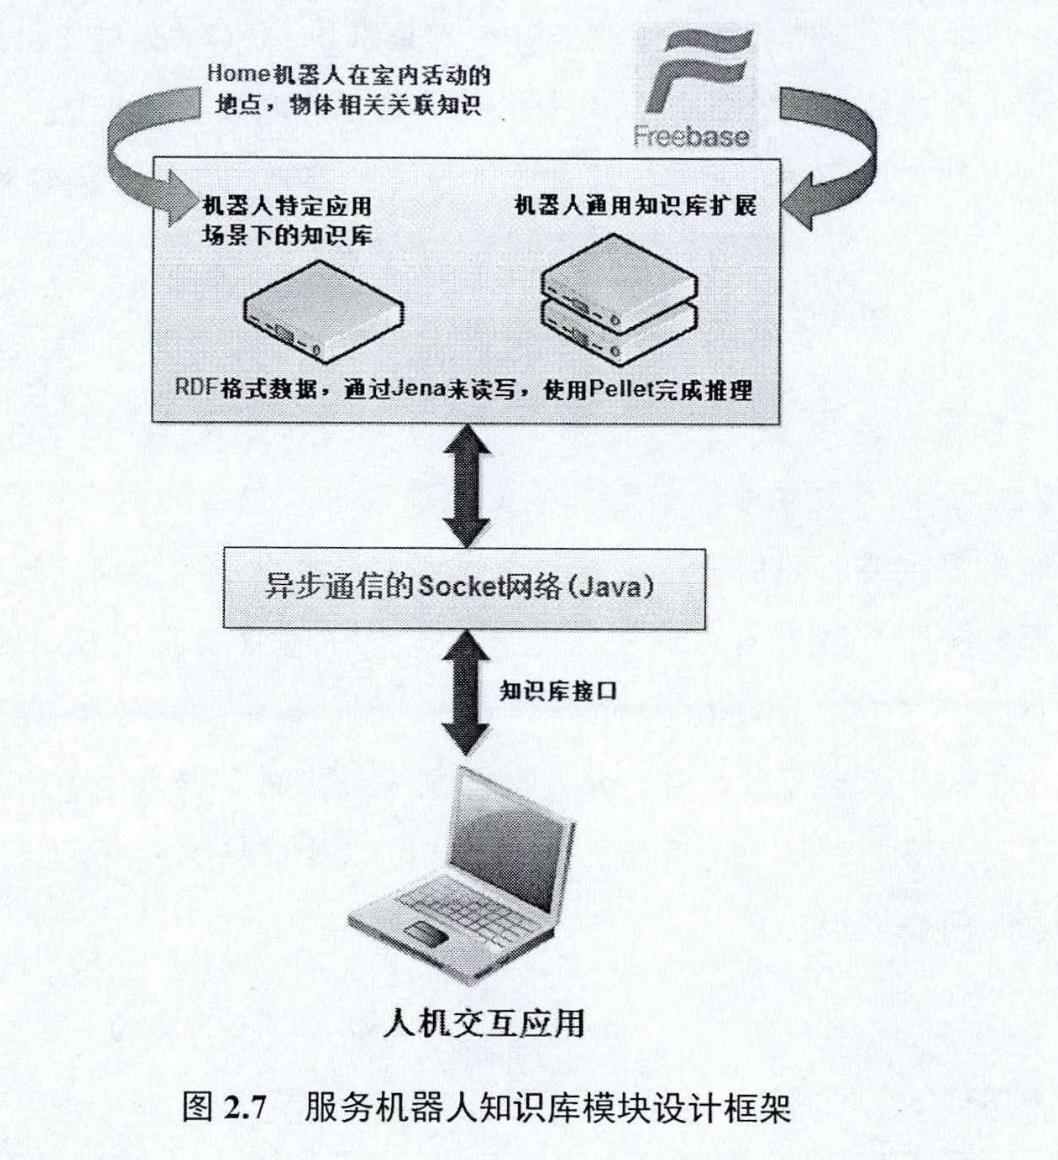 Home机器人在室内活动的
地点，物体相关关联知识
Freebase
机器人特定应用
场景下的知识库
机器人通用知识库扩展
RDF格式数据，通过Jena来读写，使用Pellet完成推理
异步通信的Socket网络(Java)
知识库接口
人机交互应用
图 2.7 服务机器人知识库模块设计框架